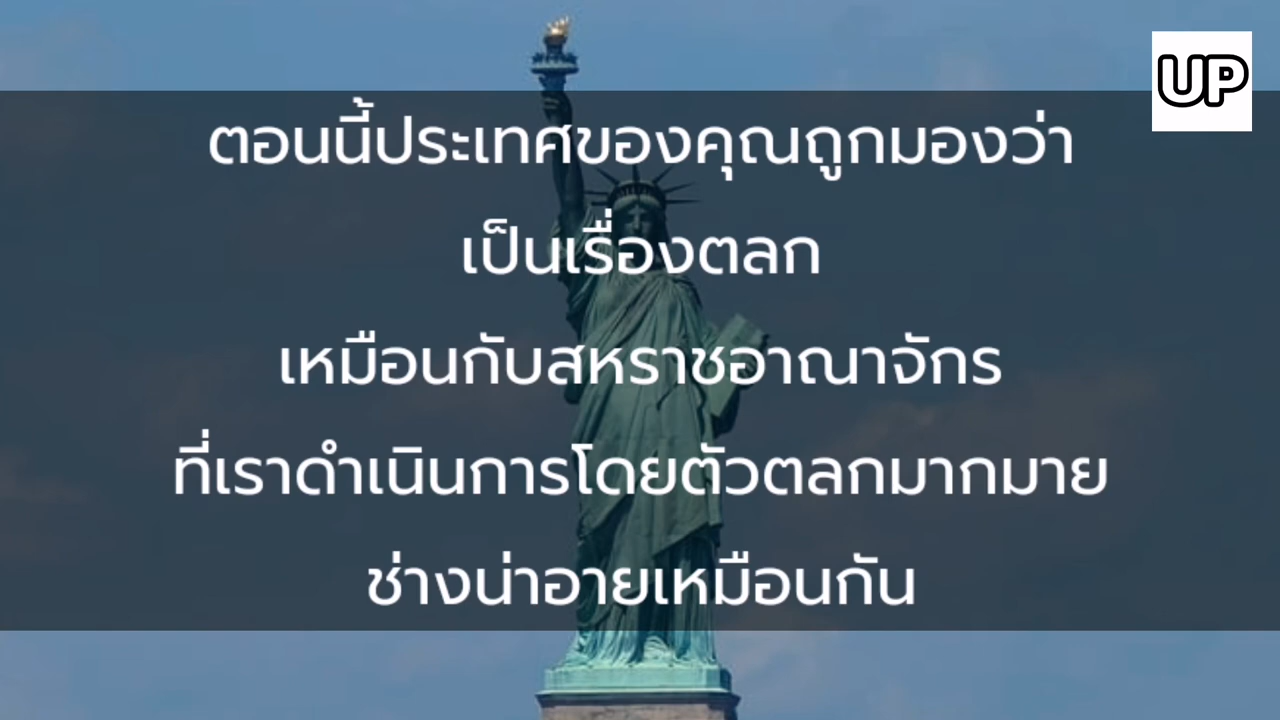 UP
ตอนนี้ประเทศของคุณถูกมองว่า
เป็นเรื่องตลก
เหมือนกับสหราชอาณาจักร
ที่เราดำเนินการโดยตัวตลกมากมาย
ช่างน่าอายเหมือนกัน